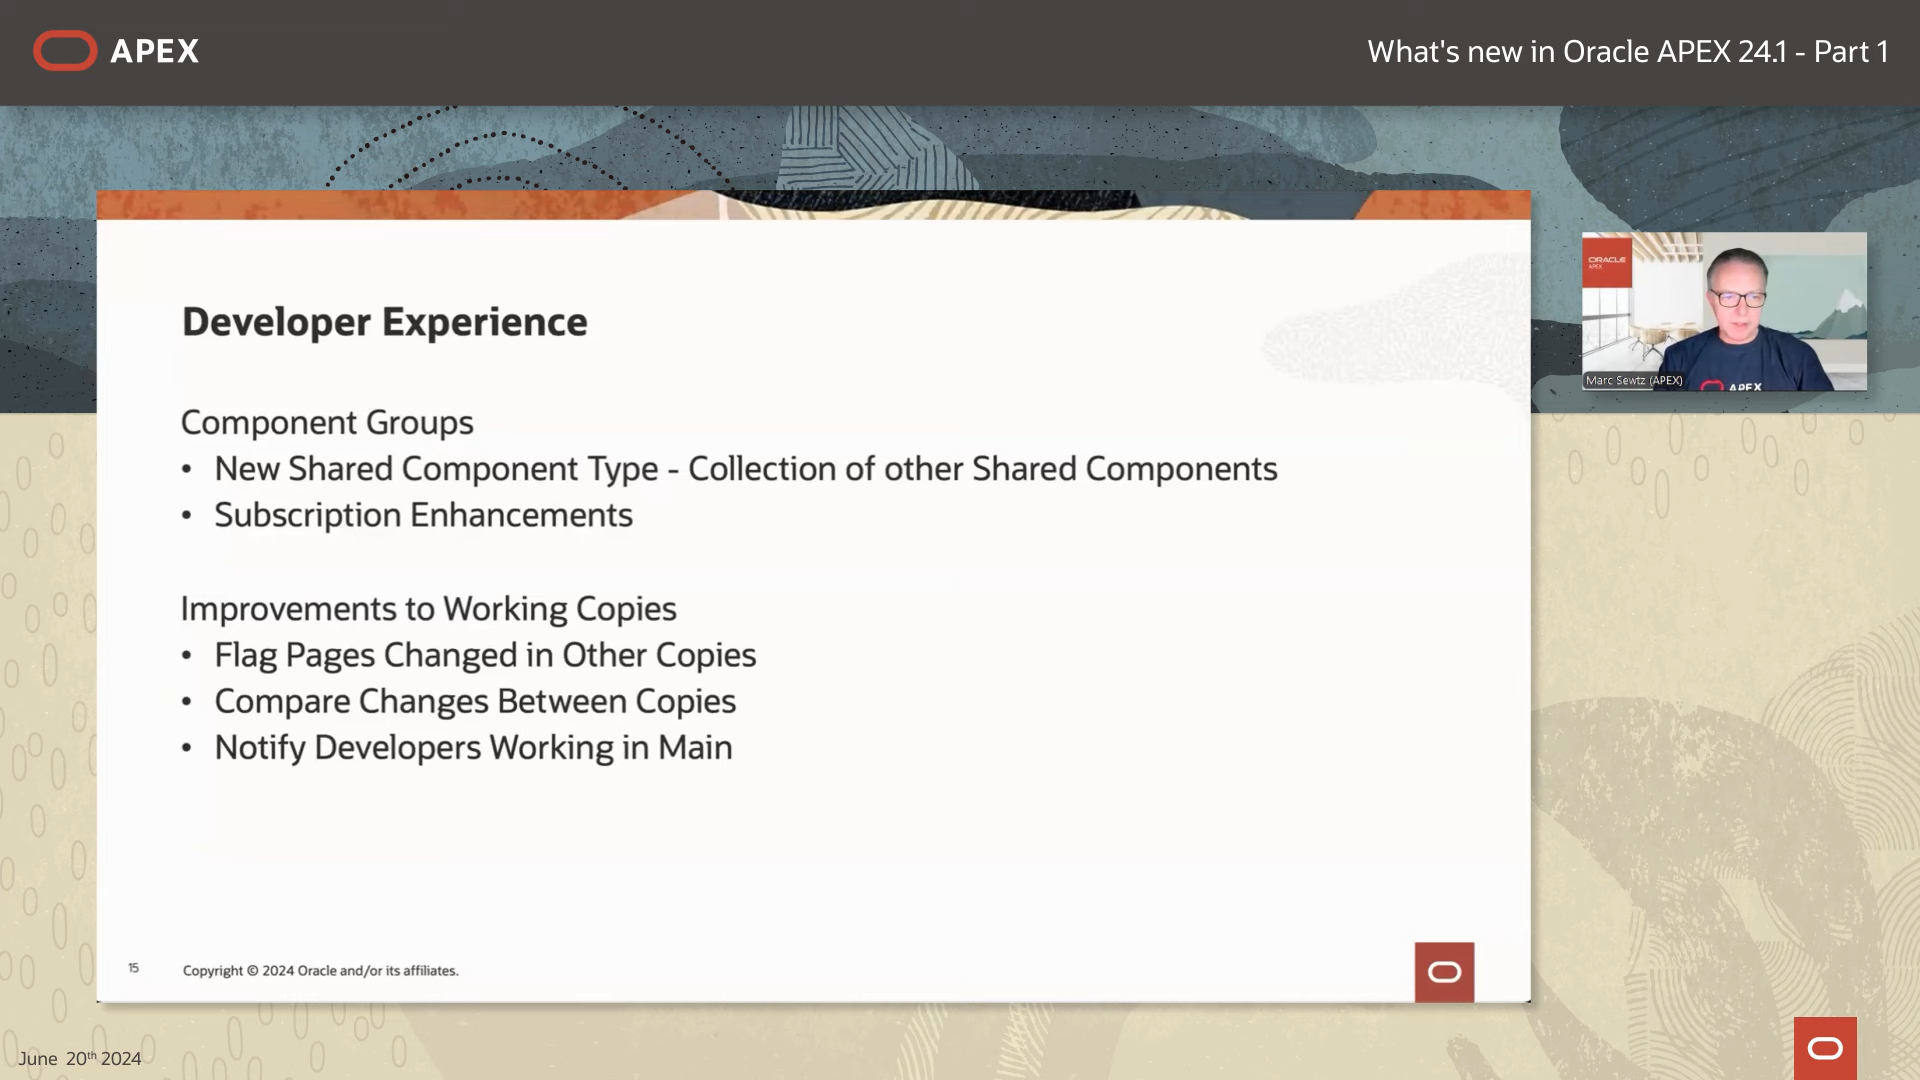 APEX
What's new in Oracle APEX 24.1 - Part 1
ORACLE
APEX
Marc Sewtz (APEX)
APEX
Developer Experience
Component Groups
• New Shared Component Type - Collection of other Shared Components
• Subscription Enhancements
Improvements to Working Copies
• Flag Pages Changed in Other Copies
• Compare Changes Between Copies
• Notify Developers Working in Main
15
Copyright © 2024 Oracle and/or its affiliates.
June 20th 2024